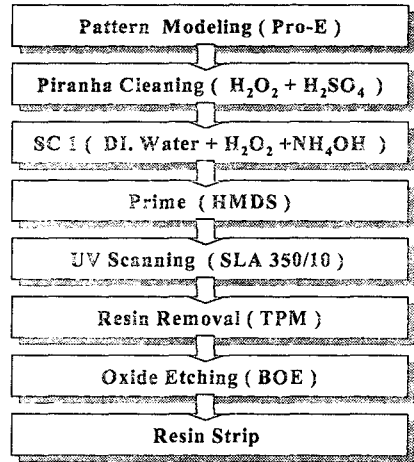 Pattern Modeling ( Pro-E )
Piranha Cleaning ( H₂O₂ + H₂SO₄ )
SC 1 ( DI. Water + H₂O₂ +NH₄OH )
Prime ( HMDS )
UV Scanning ( SLA 350/10 )
Resin Removal ( TPM )
Oxide Etching ( BOE )
Resin Strip